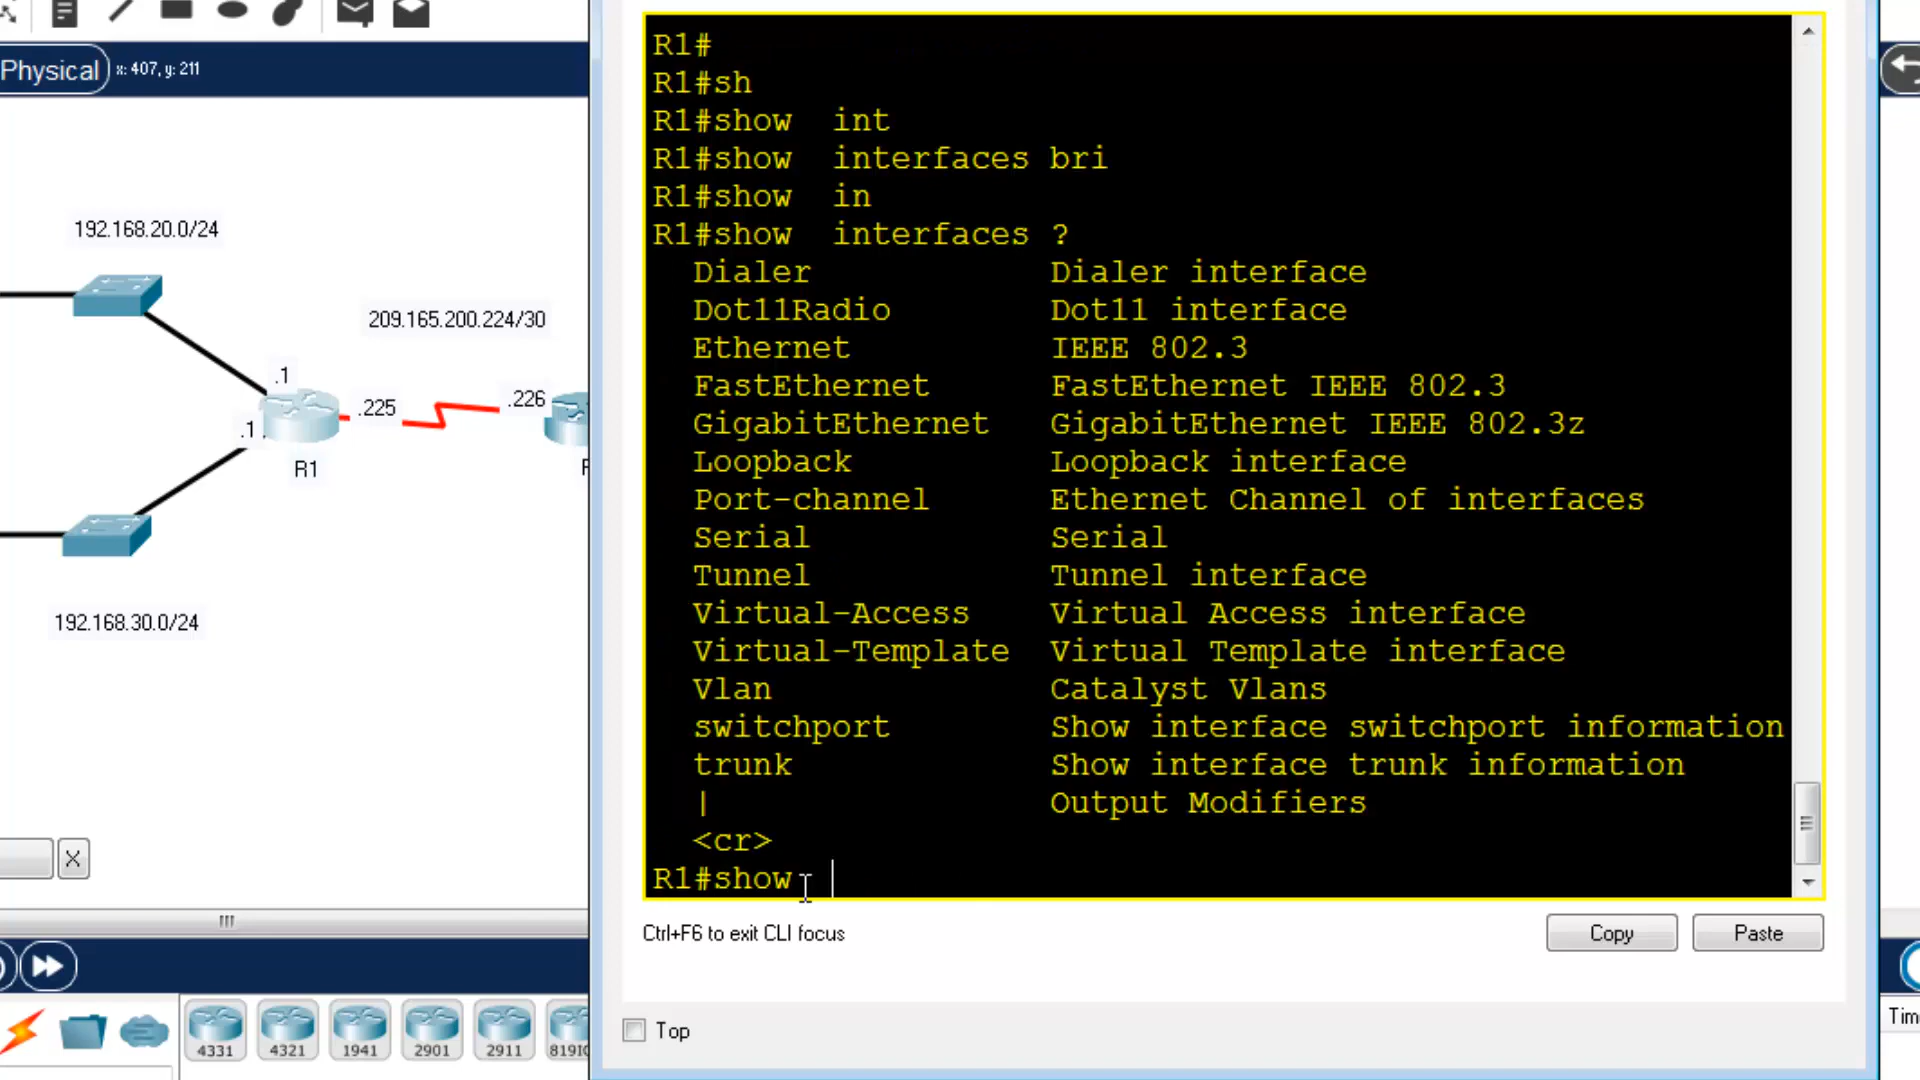 Physical
x: 407, y: 211
192.168.20.0/24
209.165.200.224/30
.1
.225
.226
.1
R1
192.168.30.0/24
X
R1#
R1#sh
R1#show  int
R1#show  interfaces bri
R1#show  in
R1#show  interfaces ?
Dialer Dialer interface
Dot11Radio Dot11 interface
Ethernet IEEE 802.3
FastEthernet FastEthernet IEEE 802.3
GigabitEthernet GigabitEthernet IEEE 802.3z
Loopback Loopback interface
Port-channel Ethernet Channel of interfaces
Serial Serial
Tunnel Tunnel interface
Virtual-Access Virtual Access interface
Virtual-Template Virtual Template interface
Vlan Catalyst Vlans
switchport Show interface switchport information
trunk Show interface trunk information
| Output Modifiers
<cr>
R1#show
Ctrl+F6 to exit CLI focus
Copy
Paste
Top
4331
4321
1941
2901
2911